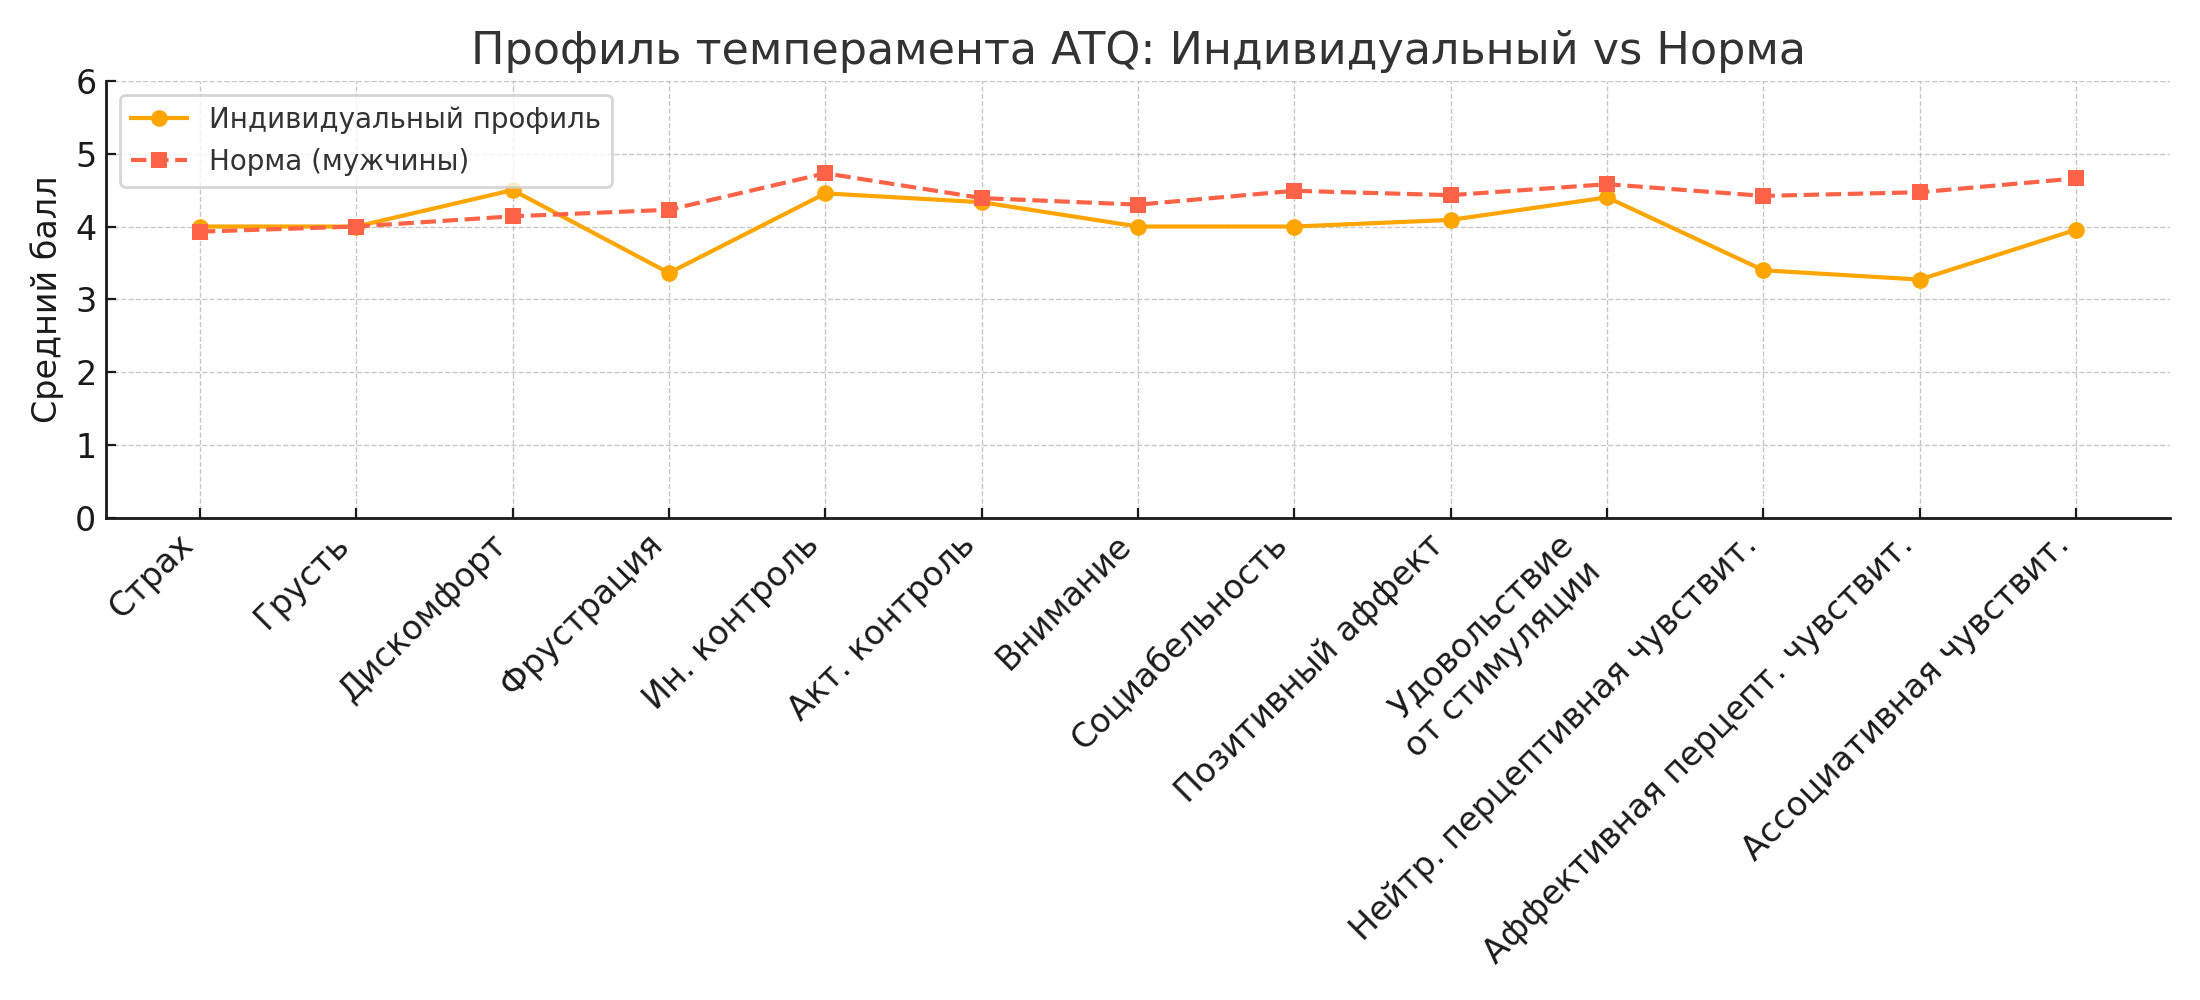 Профиль темперамента ATQ: Индивидуальный vs Норма
Индивидуальный профиль
Норма (мужчины)
Средний балл
6
5
4
3
2
1
0
Страх
Грусть
Дискомфорт
Фрустрация
Ин. контроль
Акт. контроль
Внимание
Социабельность
Позитивный аффект
Удовольствие
от стимуляции
Нейтр. перцептивная чувствит.
Аффективная перцепт. чувствит.
Ассоциативная чувствит.